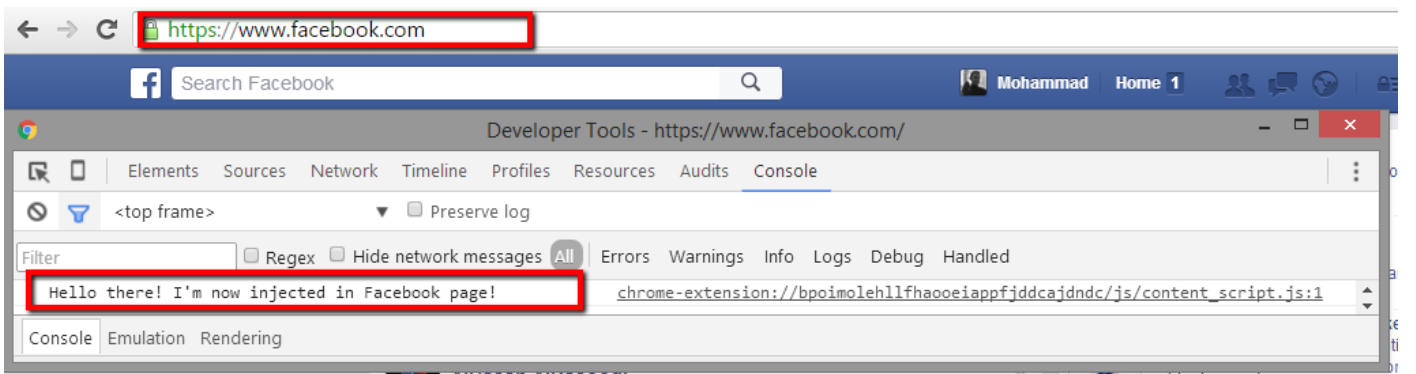 https://www.facebook.com
f Search Facebook Mohammad Home 1
Developer Tools - https://www.facebook.com/
Elements Sources Network Timeline Profiles Resources Audits Console
<top frame> Preserve log
Filter Regex Hide network messages All Errors Warnings Info Logs Debug Handled
Hello there! I'm now injected in Facebook page! chrome-extension://bpoimolehllfhaooeiappfjddcajdndc/js/content_script.js:1
Console Emulation Rendering